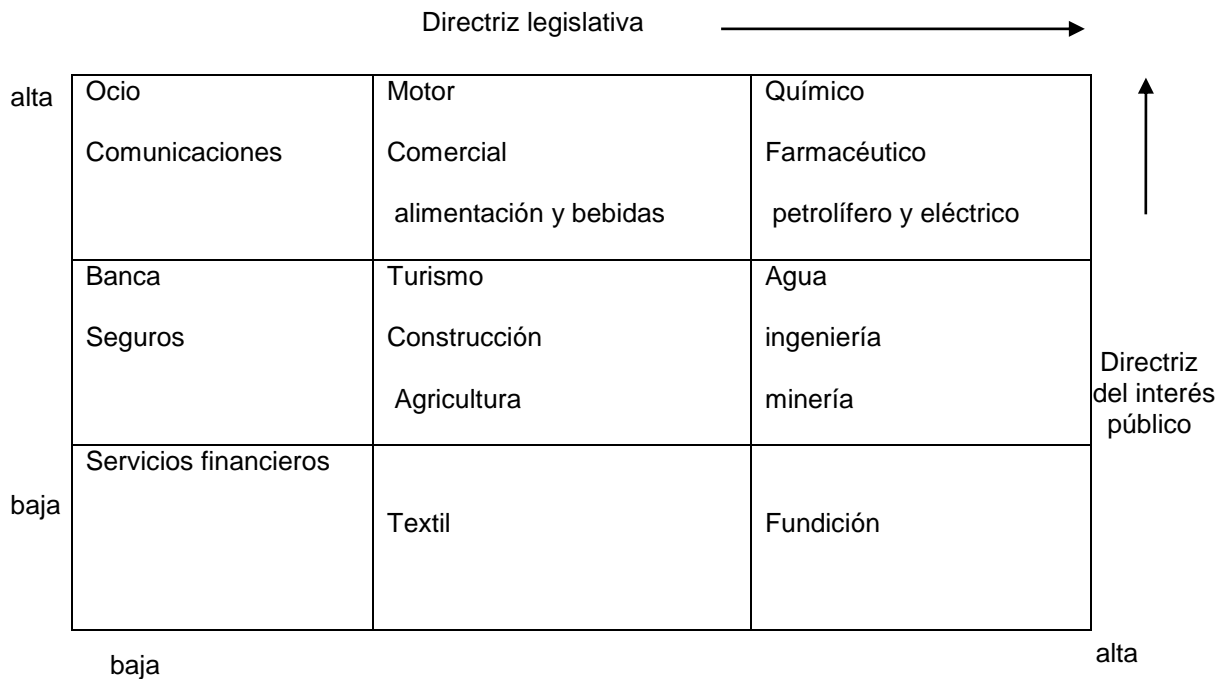 Directriz legislativa
alta
Ocio
Comunicaciones
Motor
Comercial
alimentación y bebidas
Químico
Farmacéutico
petrolífero y eléctrico
Banca
Seguros
Turismo
Construcción
Agricultura
Agua
ingeniería
minería
Directriz
del interés
público
baja
Servicios financieros
Textil
Fundición
baja
alta